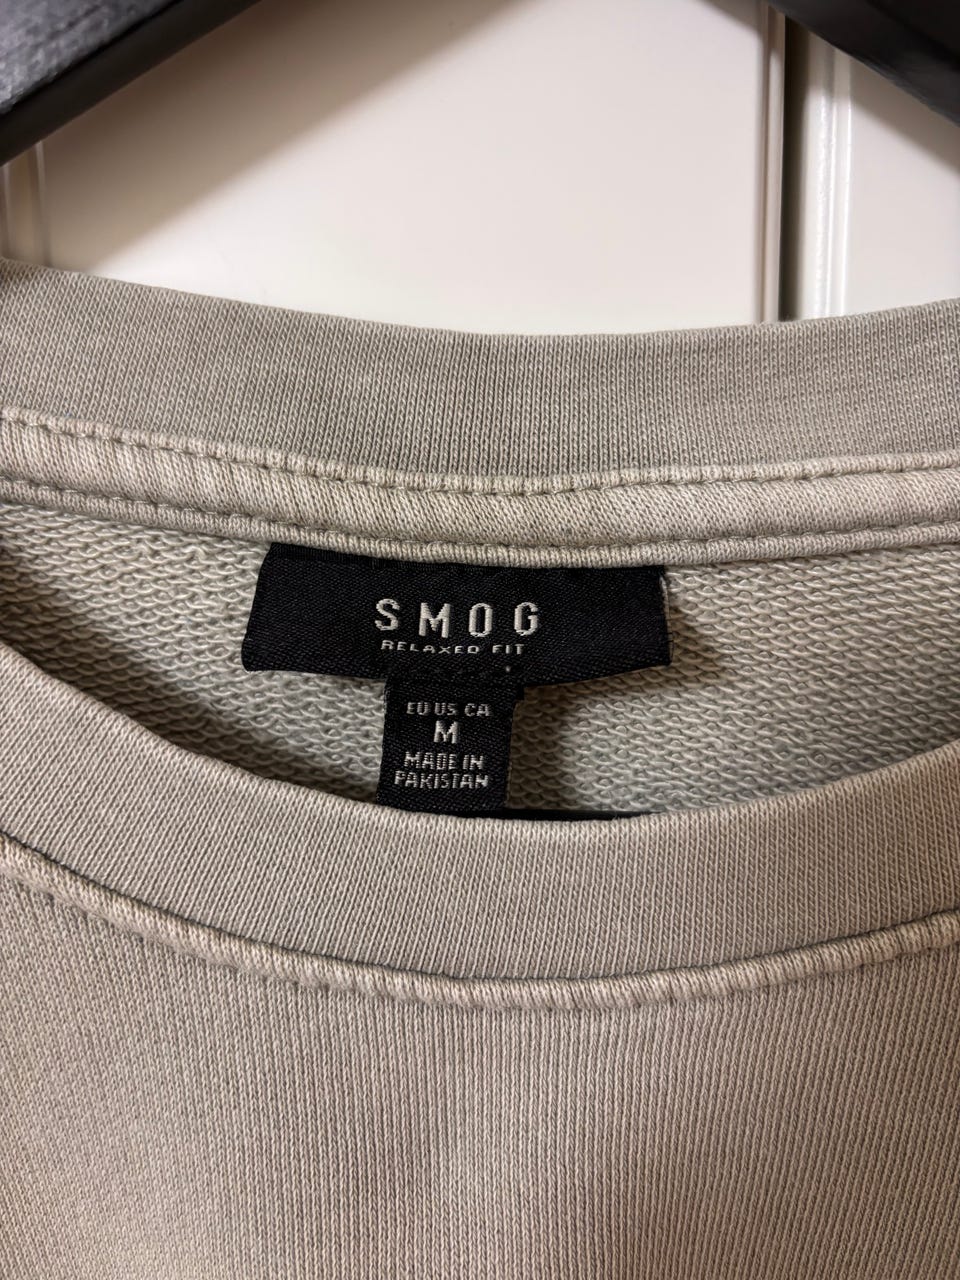 SMOG
RELAXED FIT
EU US CA
M
MADE IN
PAKISTAN